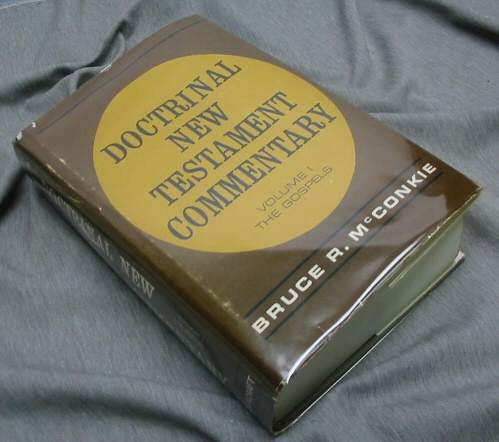 DOCTRINAL
NEW
TESTAMENT
COMMENTARY
VOLUME I
THE GOSPELS
BRUCE R. McCONKIE
DOCTRINAL NEW